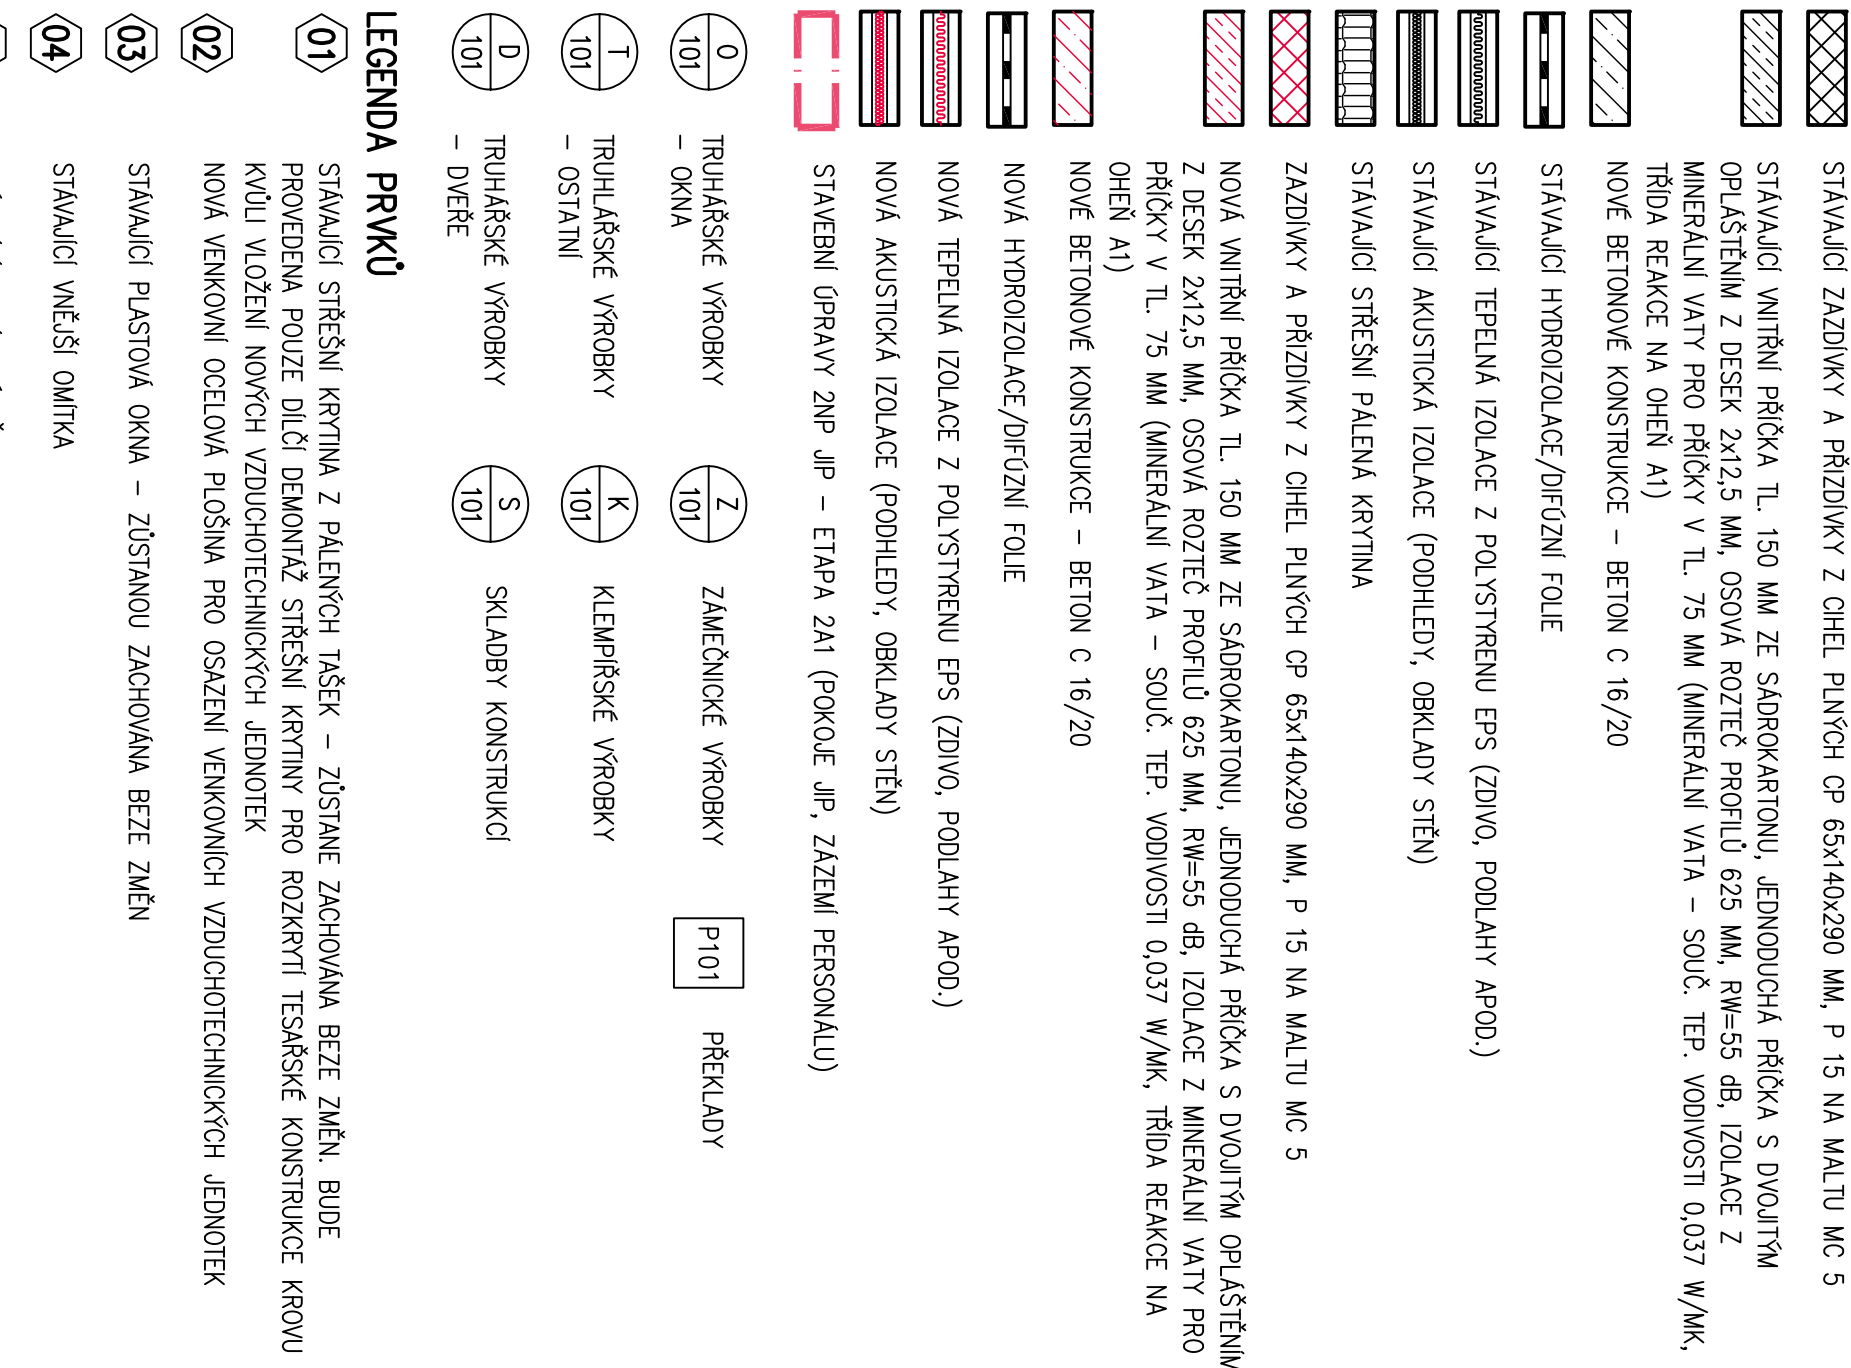 STÁVAJÍCÍ ZAZDÍVKY A PŘIZDÍVKY Z CIHEL PLNÝCH CP 65x140x290 MM, P 15 NA MALTU MC 5
STÁVAJÍCÍ VNITŘNÍ PŘÍČKA TL. 150 MM ZE SÁDROKARTONU, JEDNODUCHÁ PŘÍČKA S DVOJITÝM
OPLÁŠTĚNÍM Z DESEK 2x12,5 MM, OSOVÁ ROZTEČ PROFILŮ 625 MM, RW=55 dB, IZOLACE Z
MINERÁLNÍ VATY PRO PŘÍČKY V TL. 75 MM (MINERÁLNÍ VATA – SOUČ. TEP. VODIVOSTI 0,037 W/MK,
TŘÍDA REAKCE NA OHEŇ A1)
NOVÉ BETONOVÉ KONSTRUKCE – BETON C 16/20
STÁVAJÍCÍ HYDROIZOLACE/DIFÚZNÍ FOLIE
STÁVAJÍCÍ TEPELNÁ IZOLACE Z POLYSTYRENU EPS (ZDIVO, PODLAHY APOD.)
STÁVAJÍCÍ AKUSTICKÁ IZOLACE (PODHLEDY, OBKLADY STĚN)
STÁVAJÍCÍ STŘEŠNÍ PÁLENÁ KRYTINA
ZAZDÍVKY A PŘIZDÍVKY Z CIHEL PLNÝCH CP 65x140x290 MM, P 15 NA MALTU MC 5
NOVÁ VNITŘNÍ PŘÍČKA TL. 150 MM ZE SÁDROKARTONU, JEDNODUCHÁ PŘÍČKA S DVOJITÝM OPLÁŠTĚNÍM
Z DESEK 2x12,5 MM, OSOVÁ ROZTEČ PROFILŮ 625 MM, RW=55 dB, IZOLACE Z MINERÁLNÍ VATY PRO
PŘÍČKY V TL. 75 MM (MINERÁLNÍ VATA – SOUČ. TEP. VODIVOSTI 0,037 W/MK, TŘÍDA REAKCE NA
OHEŇ A1)
NOVÉ BETONOVÉ KONSTRUKCE – BETON C 16/20
NOVÁ HYDROIZOLACE/DIFÚZNÍ FOLIE
NOVÁ TEPELNÁ IZOLACE Z POLYSTYRENU EPS (ZDIVO, PODLAHY APOD.)
NOVÁ AKUSTICKÁ IZOLACE (PODHLEDY, OBKLADY STĚN)
STAVEBNÍ ÚPRAVY 2NP JIP – ETAPA 2A1 (POKOJE JIP, ZÁZEMÍ PERSONÁLU)
O 101 TRUHÁŘSKÉ VÝROBKY – OKNA
Z 101 ZÁMEČNICKÉ VÝROBKY
P101 PŘEKLADY
T 101 TRUHLÁŘSKÉ VÝROBKY – OSTATNÍ
K 101 KLEMPÍŘSKÉ VÝROBKY
D 101 TRUHÁŘSKÉ VÝROBKY – DVEŘE
S 101 SKLADBY KONSTRUKCÍ
LEGENDA PRVKŮ
01 STÁVAJÍCÍ STŘEŠNÍ KRYTINA Z PÁLENÝCH TAŠEK – ZŮSTANE ZACHOVÁNA BEZE ZMĚN. BUDE
PROVEDENA POUZE DÍLČÍ DEMONTÁŽ STŘEŠNÍ KRYTINY PRO ROZKRYTÍ TESAŘSKÉ KONSTRUKCE KROVU
KVŮLI VLOŽENÍ NOVÝCH VZDUCHOTECHNICKÝCH JEDNOTEK
02 NOVÁ VENKOVNÍ OCELOVÁ PLOŠINA PRO OSAZENÍ VENKOVNÍCH VZDUCHOTECHNICKÝCH JEDNOTEK
03 STÁVAJÍCÍ PLASTOVÁ OKNA – ZŮSTANOU ZACHOVÁNA BEZE ZMĚN
04 STÁVAJÍCÍ VNĚJŠÍ OMÍTKA